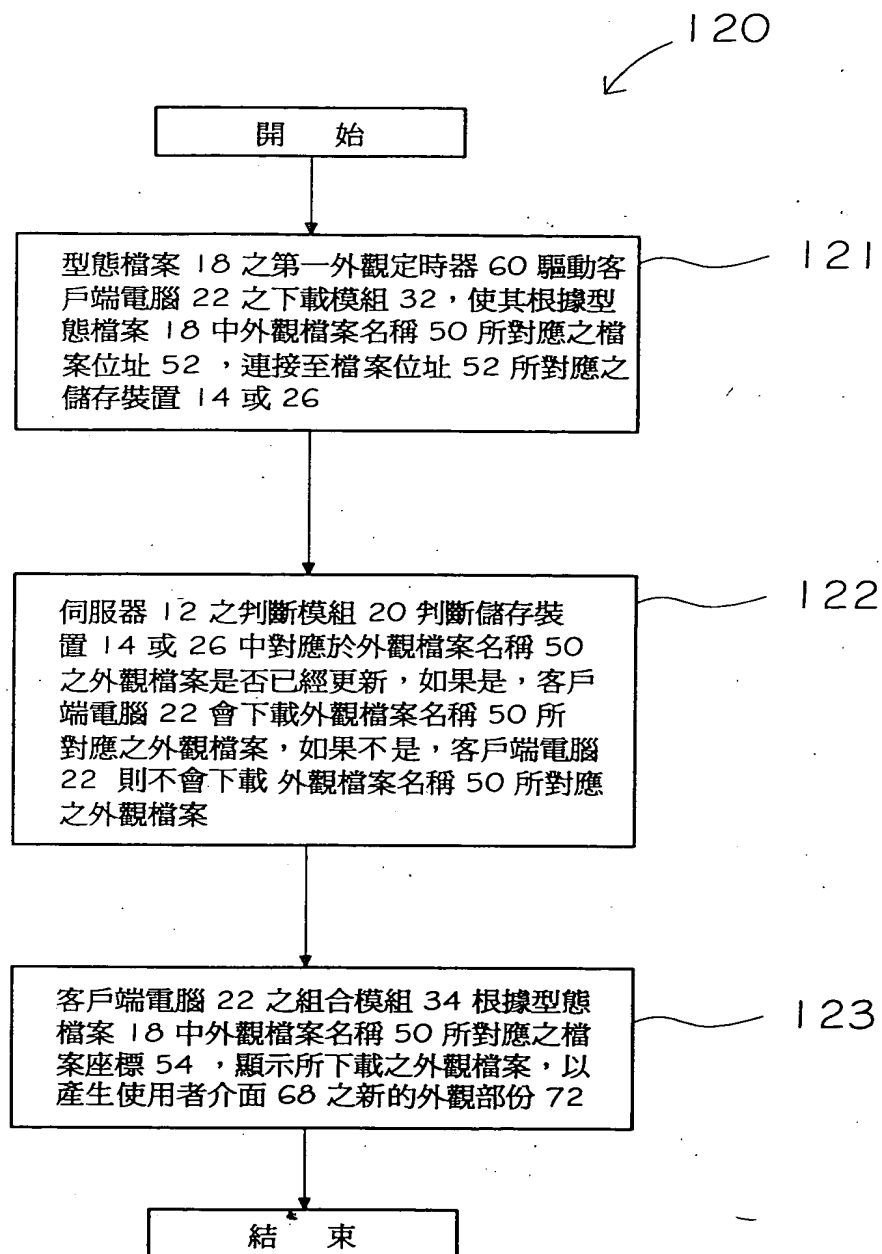 120
開 始
型態檔案 18 之第一外觀定時器 60 驅動客
戶端電腦 22 之下載模組 32，使其根據型
態檔案 18 中外觀檔案名稱 50 所對應之檔
案位址 52 ，連接至檔案位址 52 所對應之
儲存裝置 14 或 26
121
伺服器 12 之判斷模組 20 判斷儲存裝
置 14 或 26 中對應於外觀檔案名稱 50
之外觀檔案是否已經更新，如果是，客戶
端電腦 22 會下載外觀檔案名稱 50 所
對應之外觀檔案，如果不是，客戶端電腦
22 則不會下載 外觀檔案名稱 50 所對應
之外觀檔案
122
客戶端電腦 22 之組合模組 34 根據型態
檔案 18 中外觀檔案名稱 50 所對應之檔
案座標 54 ，顯示所下載之外觀檔案，以
產生使用者介面 68 之新的外觀部份 72
123
結 束